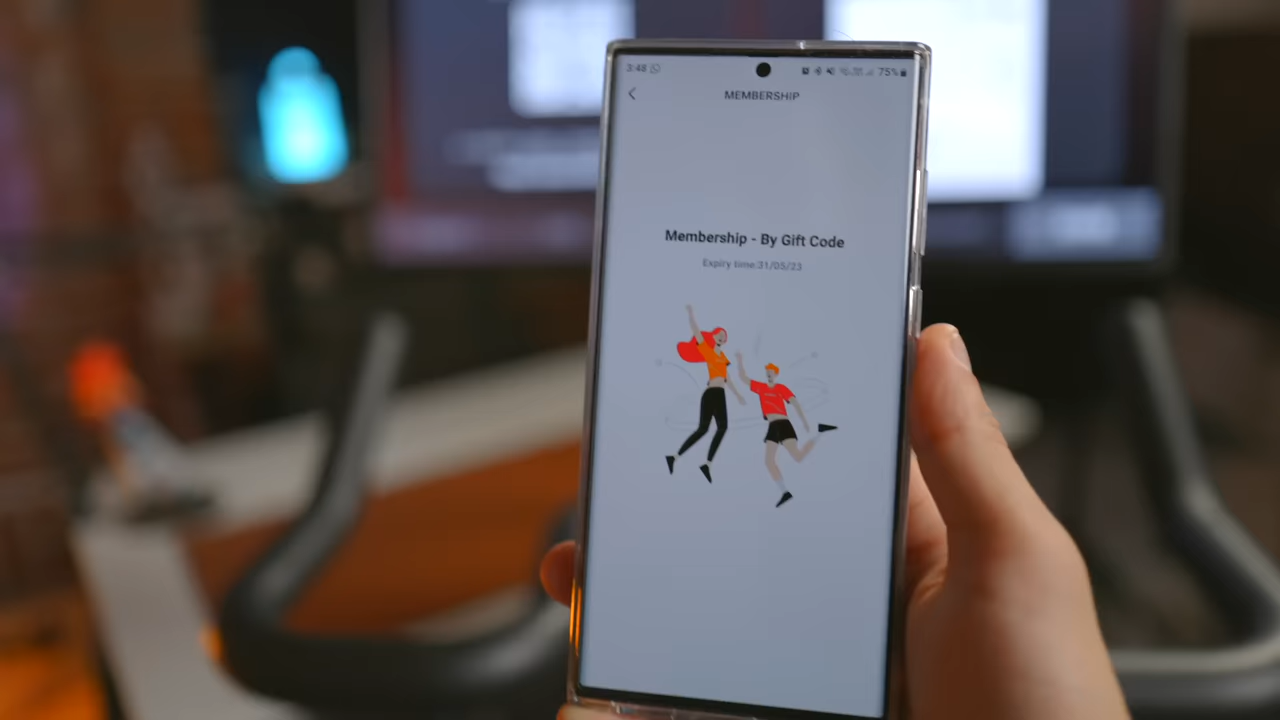 3:48
75%
MEMBERSHIP
Membership - By Gift Code
Expiry time:31/05/23